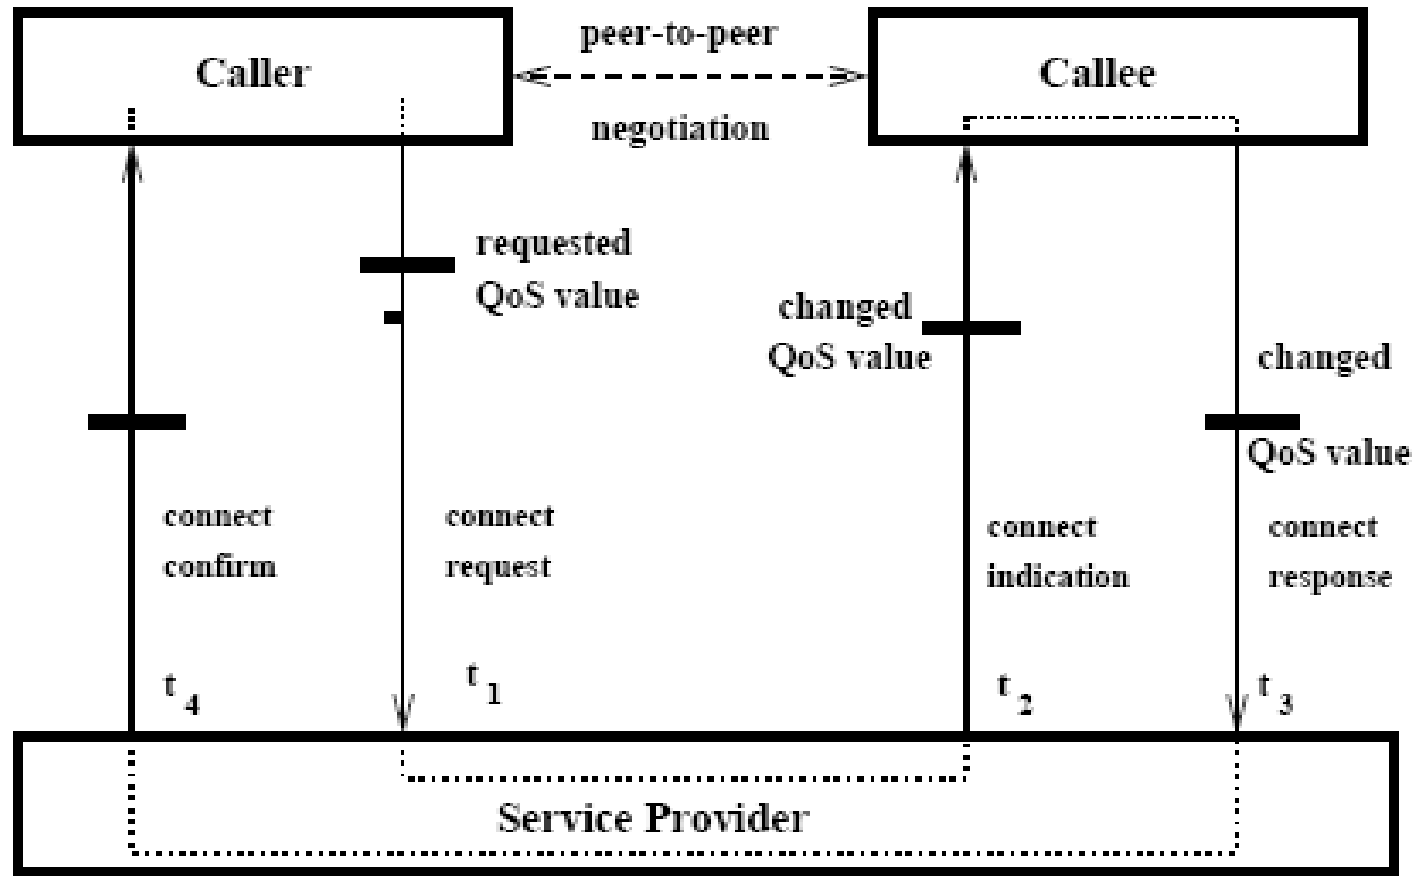 Caller
peer-to-peer
negotiation
Callee
requested
QoS value
changed
QoS value
changed
QoS value
connect
confirm
connect
request
connect
indication
connect
response
t 4
t 1
t 2
t 3
Service Provider